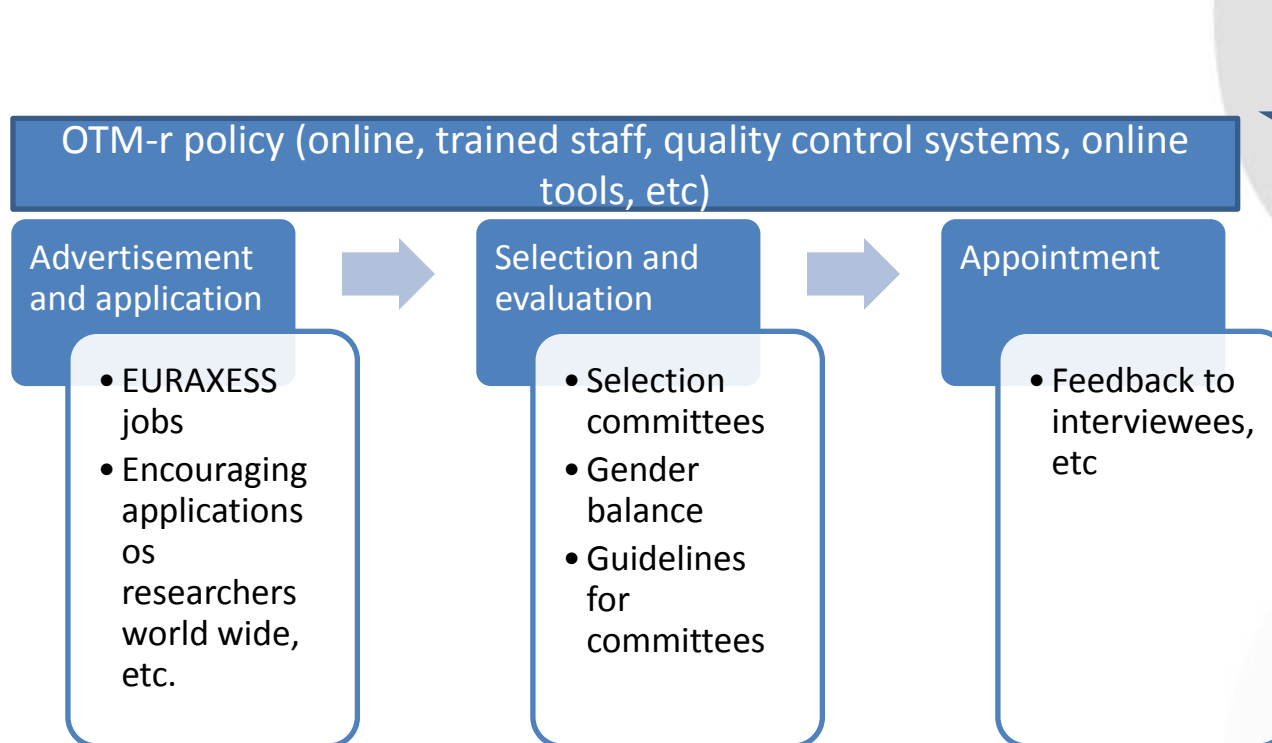 OTM-r policy (online, trained staff, quality control systems, online
tools, etc)
Advertisement
and application
• EURAXESS
jobs
• Encouraging
applications
os
researchers
world wide,
etc.
Selection and
evaluation
• Selection
committees
• Gender
balance
• Guidelines
for
committees
Appointment
• Feedback to
interviewees,
etc